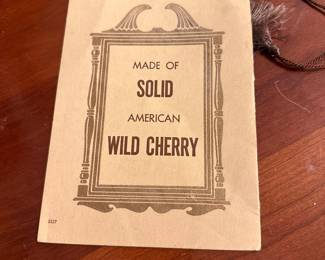 MADE OF
SOLID
AMERICAN
WILD CHERRY